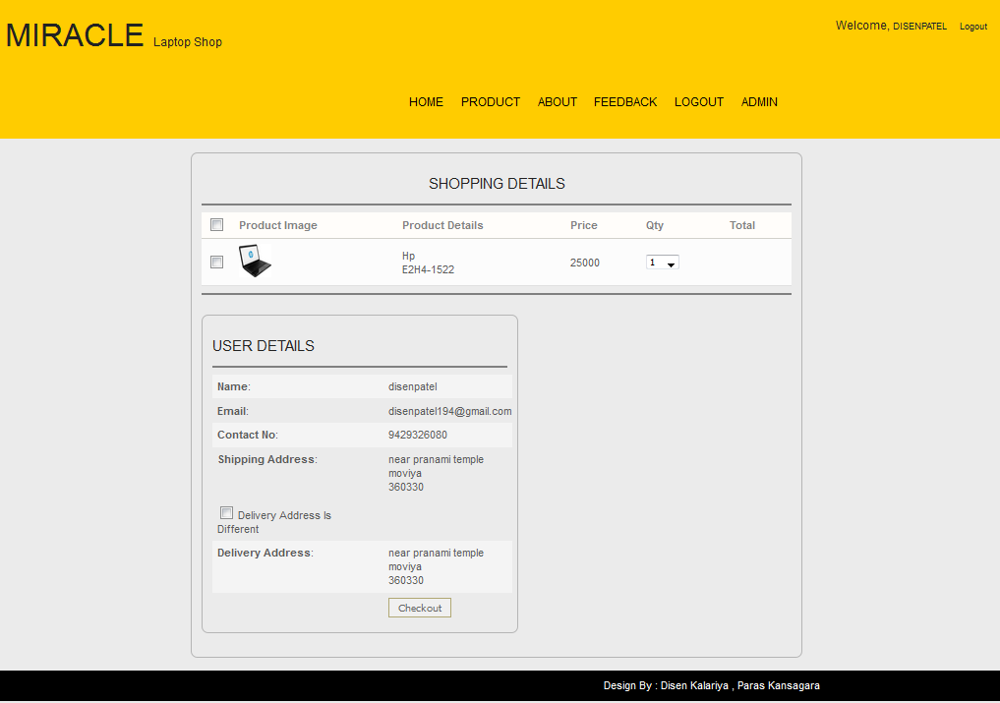 MIRACLE Laptop Shop
Welcome, DISENPATEL Logout
HOME PRODUCT ABOUT FEEDBACK LOGOUT ADMIN
SHOPPING DETAILS
Product Image Product Details Price Qty Total
Hp
E2H4-1522
25000 1
USER DETAILS
Name: disenpatel
Email: disenpatel194@gmail.com
Contact No: 9429326080
Shipping Address: near pranami temple
moviya
360330
Delivery Address Is
Different
Delivery Address: near pranami temple
moviya
360330
Checkout
Design By : Disen Kalariya , Paras Kansagara